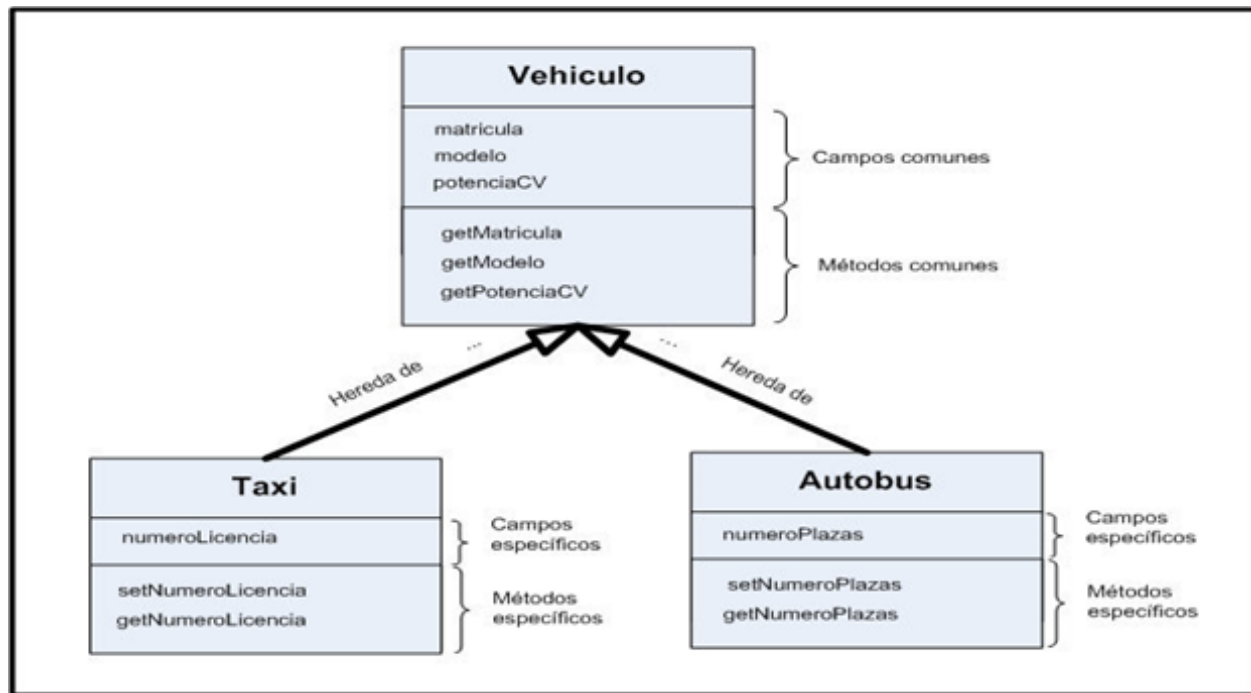 Vehiculo
matricula
modelo
potenciaCV
Campos comunes
getMatricula
getModelo
getPotenciaCV
Métodos comunes
...
Hereda de
...
Hereda de
Taxi
numeroLicencia
Campos
específicos
setNumeroLicencia
getNumeroLicencia
Métodos
específicos
Autobus
numeroPlazas
Campos
específicos
setNumeroPlazas
getNumeroPlazas
Métodos
específicos